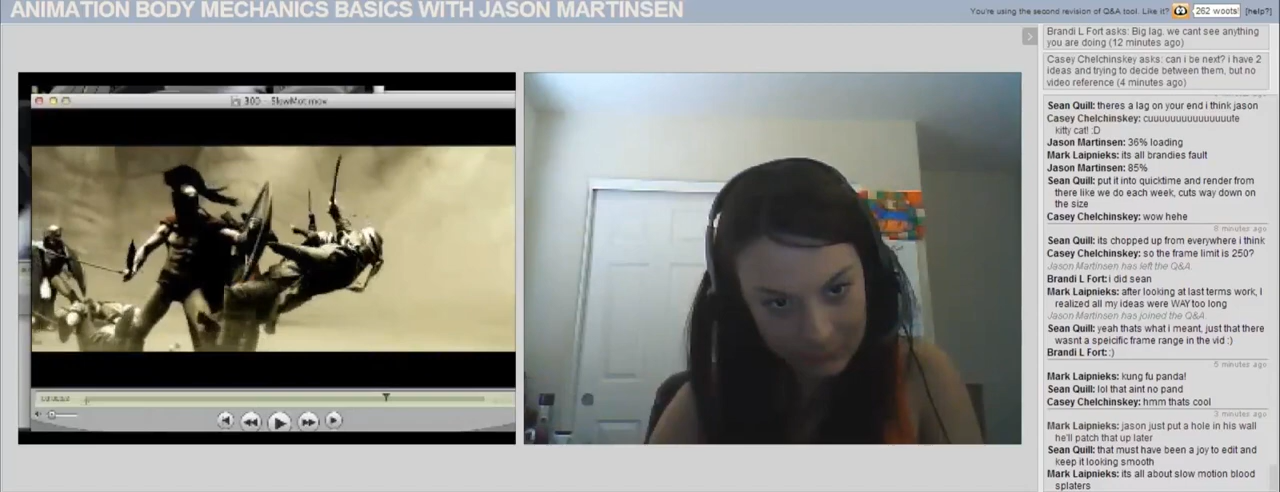 ANIMATION BODY MECHANICS BASICS WITH JASON MARTINSEN
You're using the second revision of Q&A tool. Like it? 262 woots! [help?]
300 - SlowMot.mov
Brandi L Fort asks: Big lag, we cant see anything
you are doing (12 minutes ago)
Casey Chelchinskey asks: can i be next? i have 2
ideas and trying to decide between them, but no
video reference (4 minutes ago)
Sean Quill: theres a lag on your end i think jason
Casey Chelchinskey: cuuuuuuuuuuuuuuute
kitty cat! :D
Jason Martinsen: 36% loading
Mark Laipnieks: its all brandies fault
Jason Martinsen: 85%
Sean Quill: put it into quicktime and render from
there like we do each week, cuts way down on
the size
Casey Chelchinskey: wow hehe
8 minutes ago
Sean Quill: its chopped up from everywhere i think
Casey Chelchinskey: so the frame limit is 250?
Jason Martinsen has left the Q&A.
Brandi L Fort: i did sean
Mark Laipnieks: after looking at last terms work, I
realized all my ideas were WAY too long
Jason Martinsen has joined the Q&A.
Sean Quill: yeah thats what i meant, just that there
wasnt a speicific frame range in the vid :)
Brandi L Fort: :)
5 minutes ago
Mark Laipnieks: kung fu panda!
Sean Quill: lol that aint no pand
Casey Chelchinskey: hmm thats cool
3 minutes ago
Mark Laipnieks: jason just put a hole in his wall
he'll patch that up later
Sean Quill: that must have been a joy to edit and
keep it looking smooth
Mark Laipnieks: its all about slow motion blood
splaters